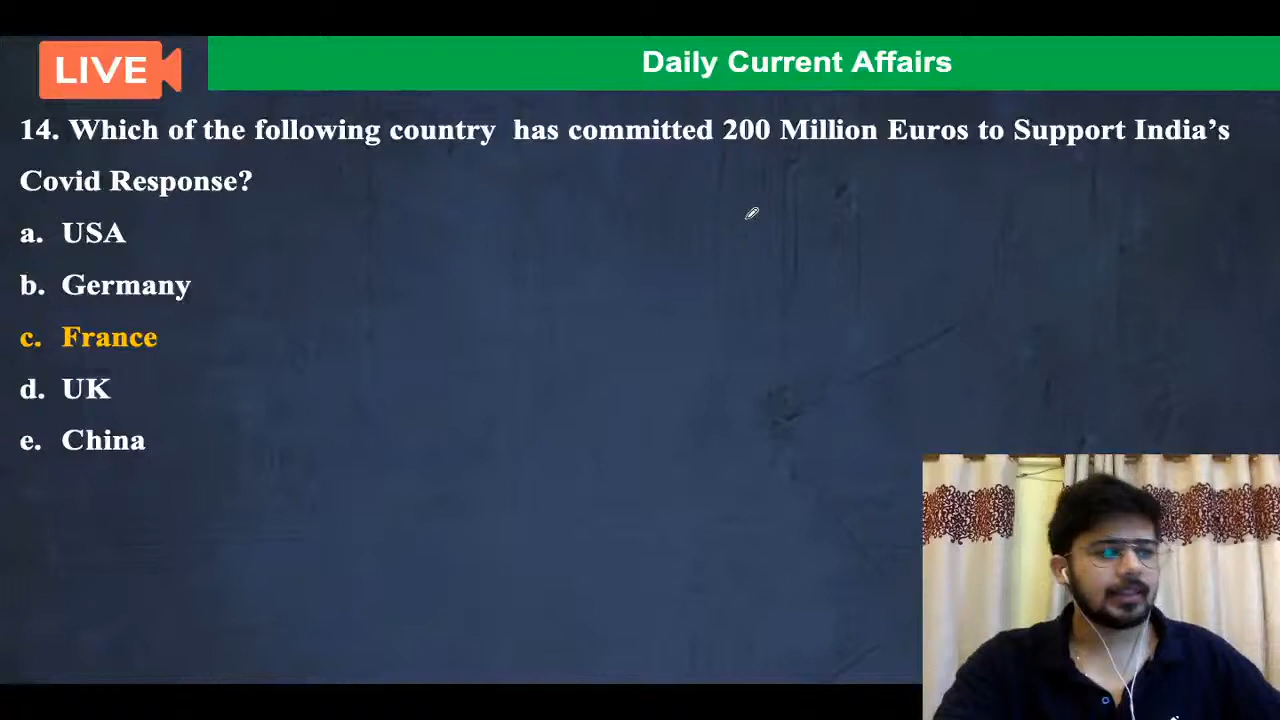 LIVE
Daily Current Affairs
14. Which of the following country has committed 200 Million Euros to Support India’s
Covid Response?
a. USA
b. Germany
c. France
d. UK
e. China